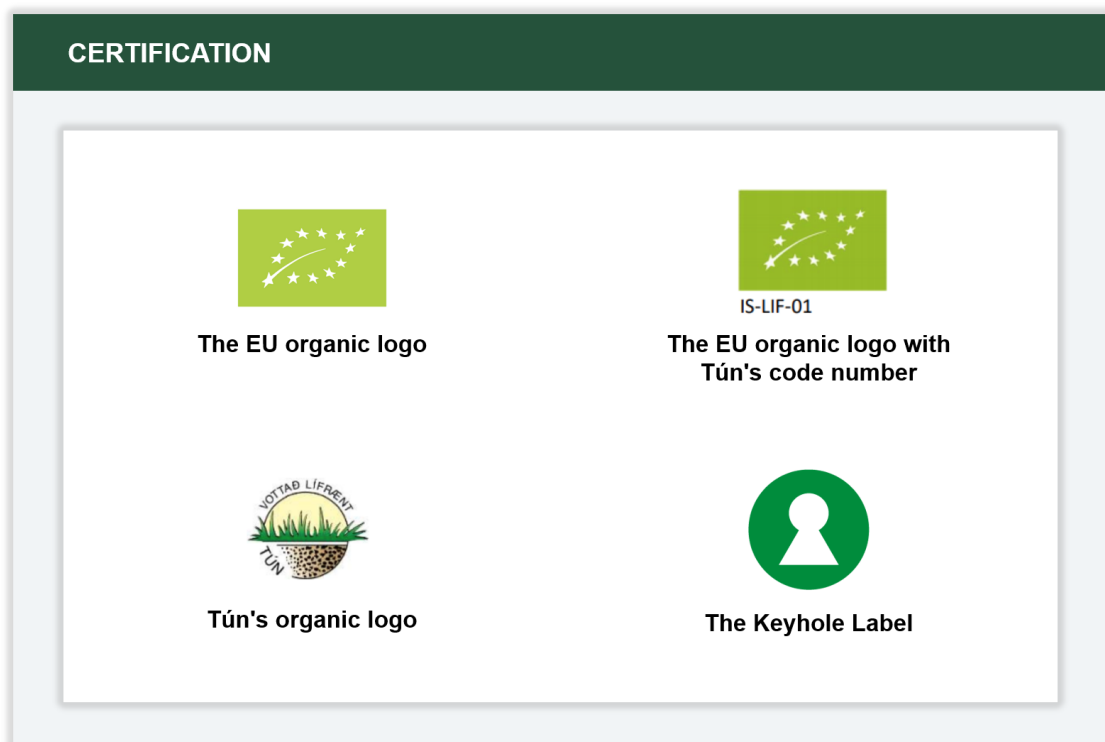 CERTIFICATION
The EU organic logo
IS-LIF-01
The EU organic logo with
Tún's code number
VOTTAÐ LÍFRÆNT
TÚN
Tún's organic logo
The Keyhole Label